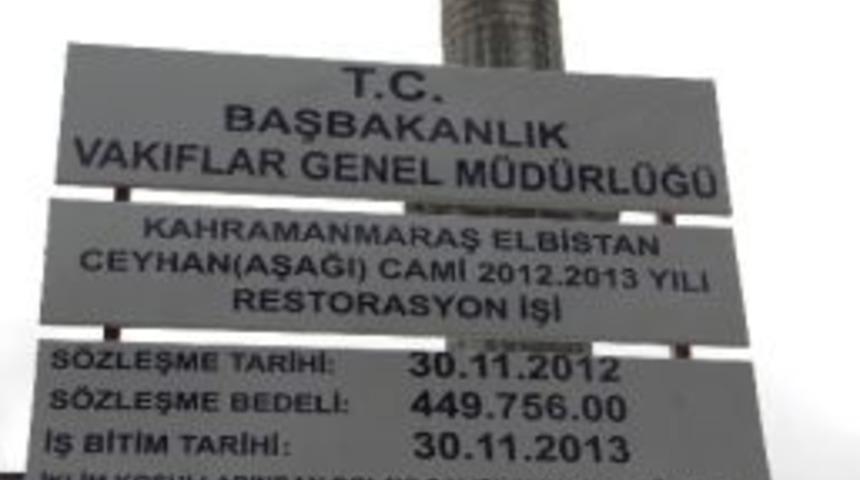 T.C.
BAŞBAKANLIK
VAKIFLAR GENEL MÜDÜRLÜĞÜ
KAHRAMANMARAŞ ELBİSTAN
CEYHAN(AŞAĞI) CAMİ 2012.2013 YILI
RESTORASYON İŞİ
SÖZLEŞME TARİHİ: 30.11.2012
SÖZLEŞME BEDELİ: 449.756.00
İŞ BİTİM TARİHİ: 30.11.2013